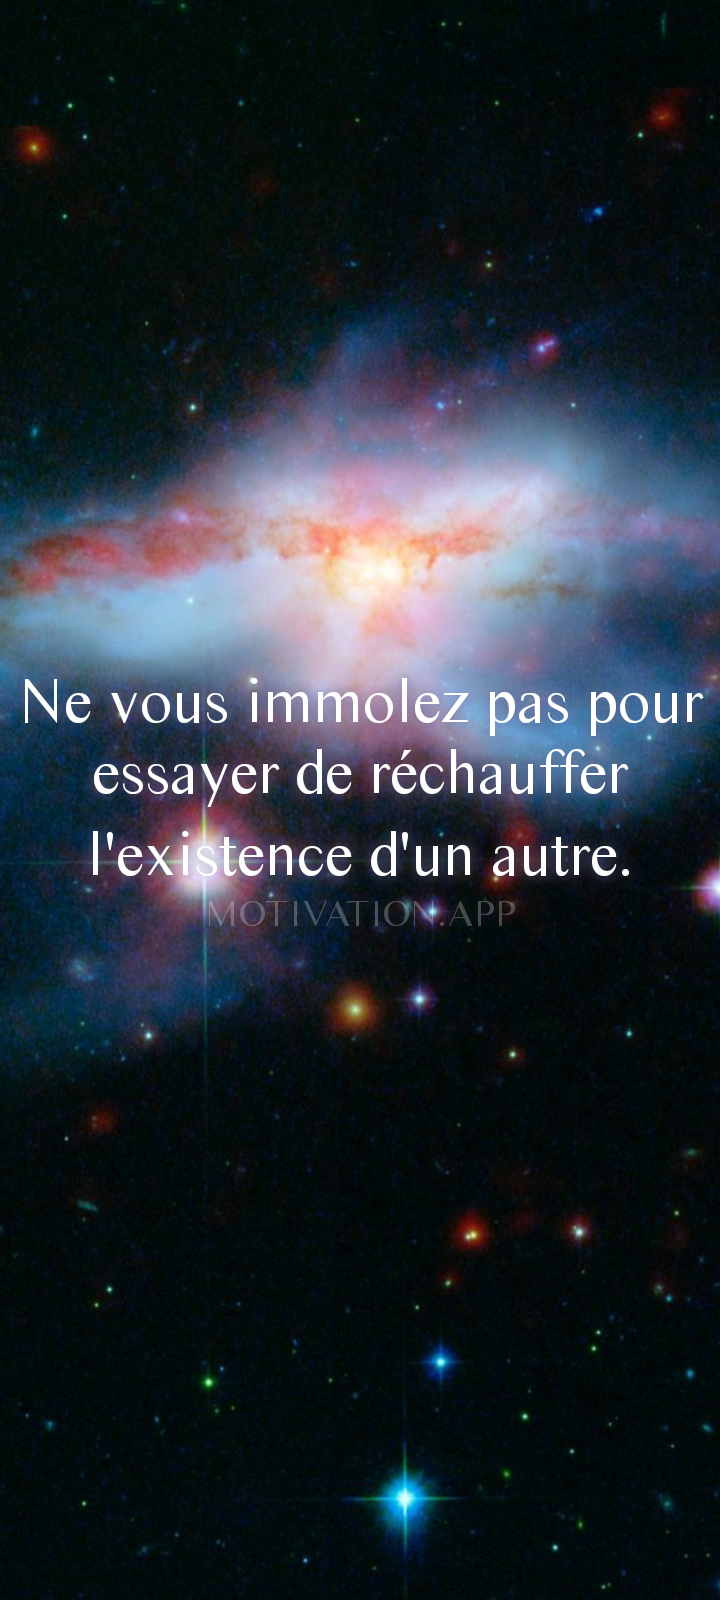 Ne vous immolez pas pour
essayer de réchauffer
l'existence d'un autre.
MOTIVATION.APP